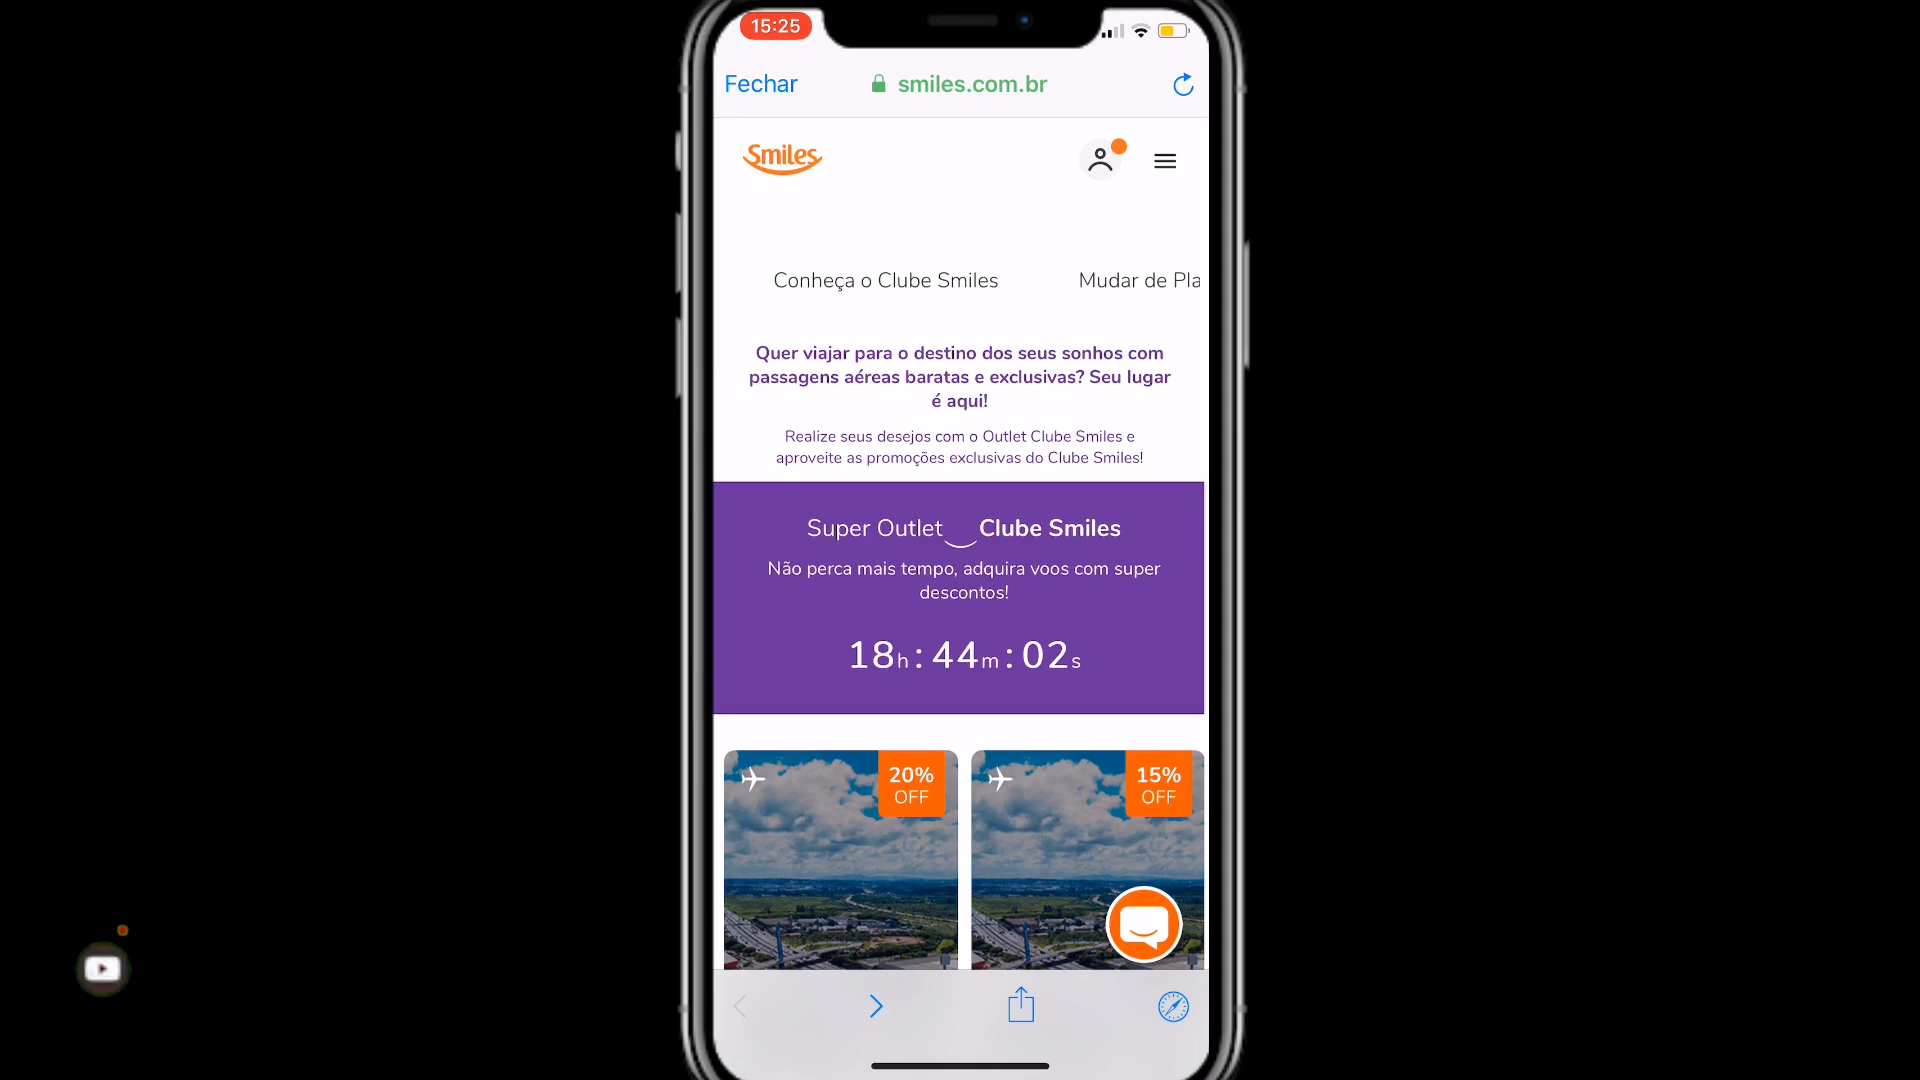 15:25
Fechar
smiles.com.br
Smiles
Conheça o Clube Smiles
Mudar de Pla
Quer viajar para o destino dos seus sonhos com
passagens aéreas baratas e exclusivas? Seu lugar
é aqui!
Realize seus desejos com o Outlet Clube Smiles e
aproveite as promoções exclusivas do Clube Smiles!
Super Outlet Clube Smiles
Não perca mais tempo, adquira voos com super
descontos!
18h:44m:02s
20%
OFF
15%
OFF